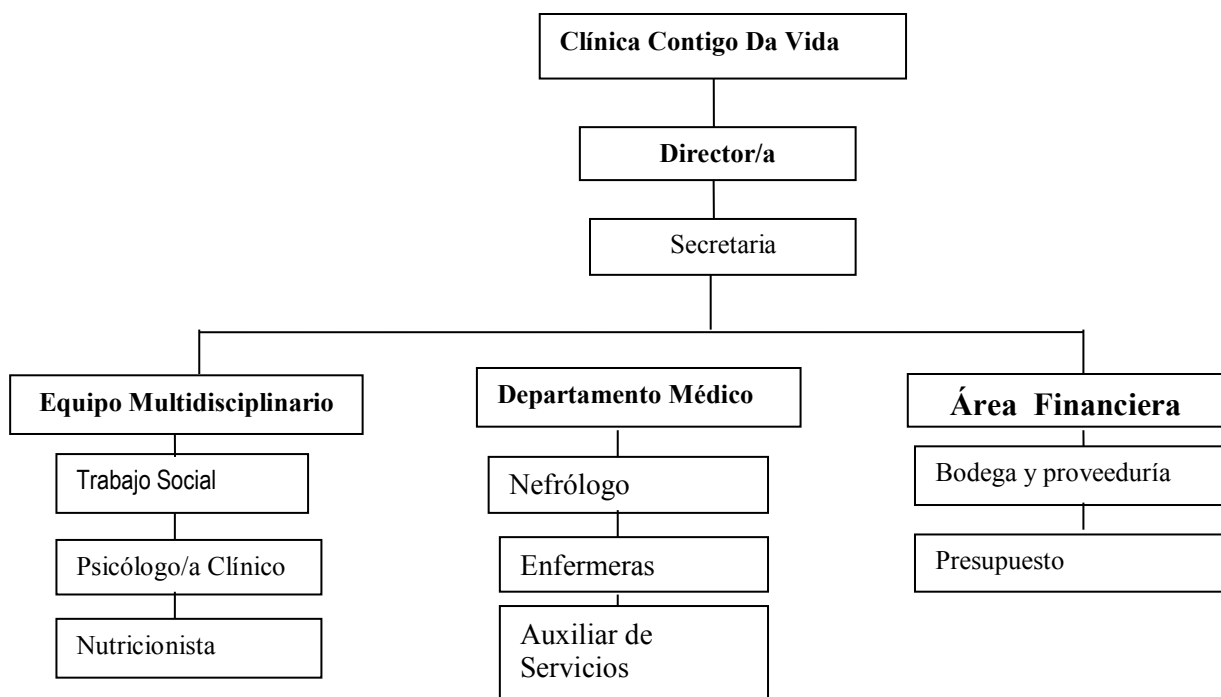 Clínica Contigo Da Vida
Director/a
Secretaria
Equipo Multidisciplinario
Trabajo Social
Psicólogo/a Clínico
Nutricionista
Departamento Médico
Nefrólogo
Enfermeras
Auxiliar de
Servicios
Área Financiera
Bodega y proveeduría
Presupuesto